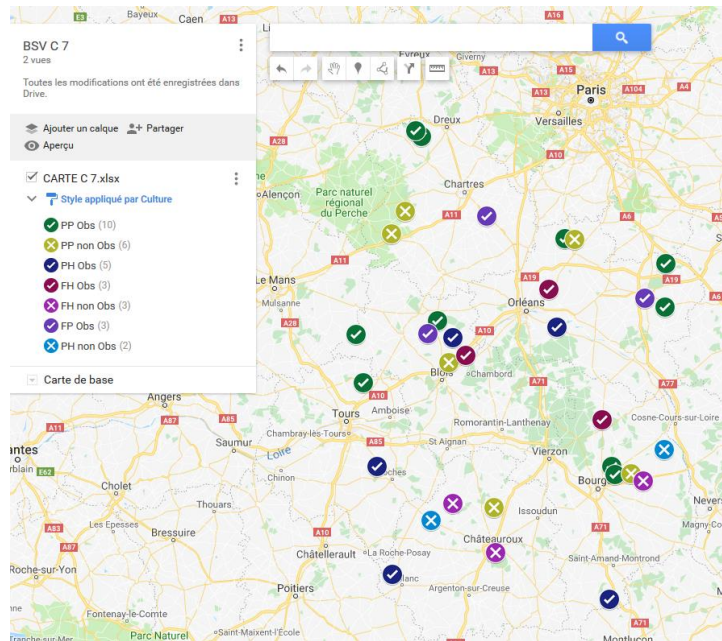 BSV C 7
2 vues
Toutes les modifications ont été enregistrées dans
Drive.
Ajouter un calque
Partager
Aperçu
CARTE C 7.xlsx
Style appliqué par Culture
PP Obs (10)
PP non Obs (6)
PH Obs (5)
FH Obs (3)
FH non Obs (3)
FP Obs (3)
PH non Obs (2)
Carte de base
E3
Bayeux
Caen
A13
A16
Evreux
Giverny
A13
A15
A13
Paris
A104
A4
Versailles
Dreux
A28
A10
Alençon
Parc naturel
régional
du Perche
Chartres
A11
A6
A5
A11
A19
A19
A6
Le Mans
Mulsanne
Orléans
A28
A10
Blois
Chambord
A71
A77
A10
Angers
Tours
Amboise
Romorantin-Lanthenay
Cosne-Cours-sur-Loire
A11
A87
A85
Chambray-lès-Tours
A85
St Aignan
Saumur
Loire
Vierzon
antes
E62
Chinon
Cholet
Issoudun
Thouars
Nevers
A83
A87
Les Epesses
Bressuire
A10
Châteauroux
A71
Magny-Co
Châtellerault
La Roche-Posay
Saint-Amand-Montrond
Roche-sur-Yon
Argenton-sur-Creuse
Poitiers
Fontenay-le-Comte
A71
Parc Naturel
Saint-Maixent-l'École
Montluçon